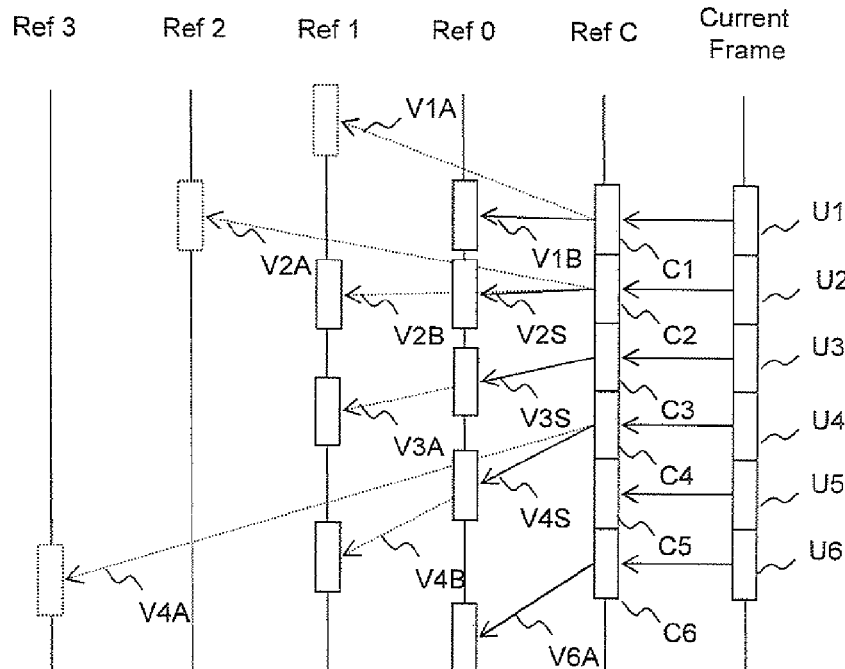 Ref 3
Ref 2
Ref 1
Ref 0
Ref C
Current
Frame
V1A
U1
V1B
C1
V2A
U2
V2B
V2S
C2
U3
V3S
C3
V3A
U4
C4
U5
V4S
C5
V4B
U6
V4A
V6A
C6